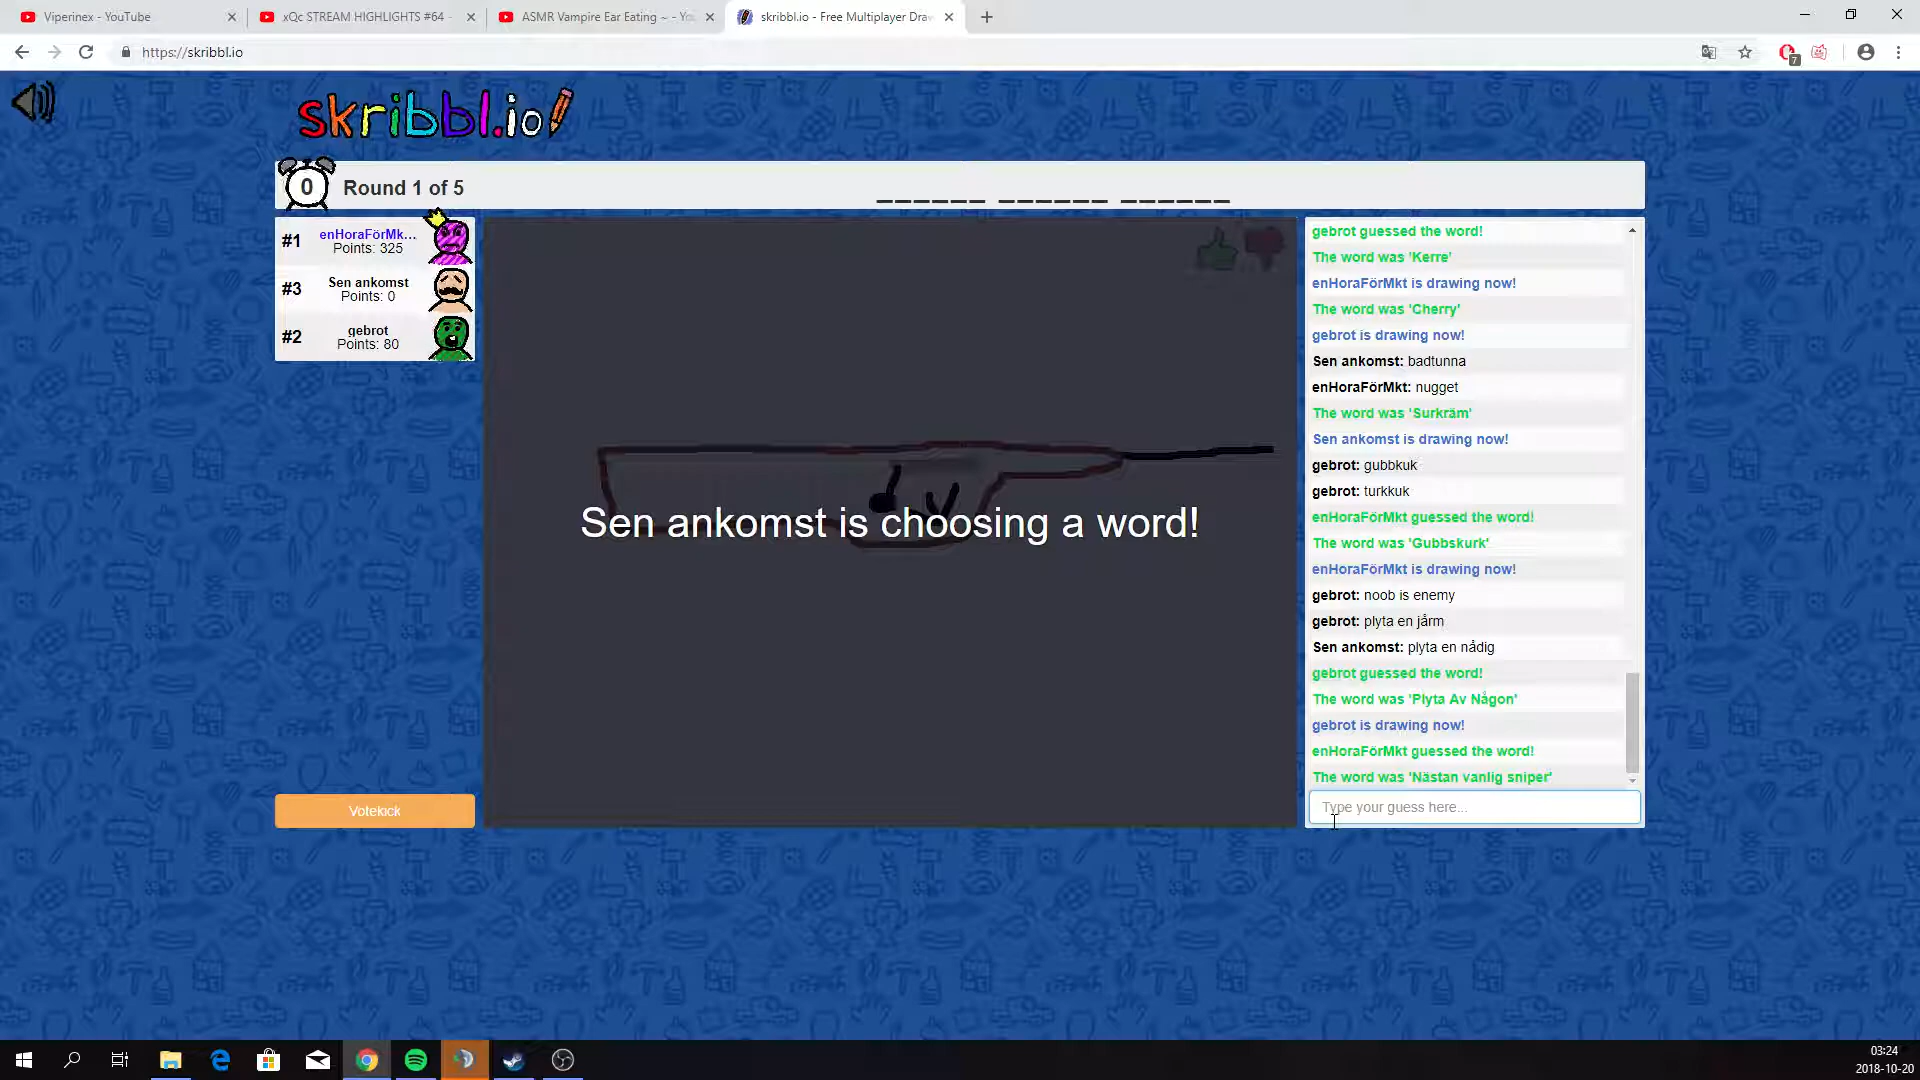 Viperinex - YouTube
xQc STREAM HIGHLIGHTS #64 -
ASMR Vampire Ear Eating ~ - Yo
skribbl.io - Free Multiplayer Dra
https://skribbl.io
7
skribbl.io
0
Round 1 of 5
______ ______ ______
#1
enHoraFörMk...
Points: 325
#3
Sen ankomst
Points: 0
#2
gebrot
Points: 80
Votekick
Sen ankomst is choosing a word!
gebrot guessed the word!
The word was 'Kerre'
enHoraFörMkt is drawing now!
The word was 'Cherry'
gebrot is drawing now!
Sen ankomst: badtunna
enHoraFörMkt: nugget
The word was 'Surkräm'
Sen ankomst is drawing now!
gebrot: gubbkuk
gebrot: turkkuk
enHoraFörMkt guessed the word!
The word was 'Gubbskurk'
enHoraFörMkt is drawing now!
gebrot: noob is enemy
gebrot: plyta en jårm
Sen ankomst: plyta en nådig
gebrot guessed the word!
The word was 'Plyta Av Någon'
gebrot is drawing now!
enHoraFörMkt guessed the word!
The word was 'Nästan vanlig sniper'
Type your guess here...
03:24
2018-10-20